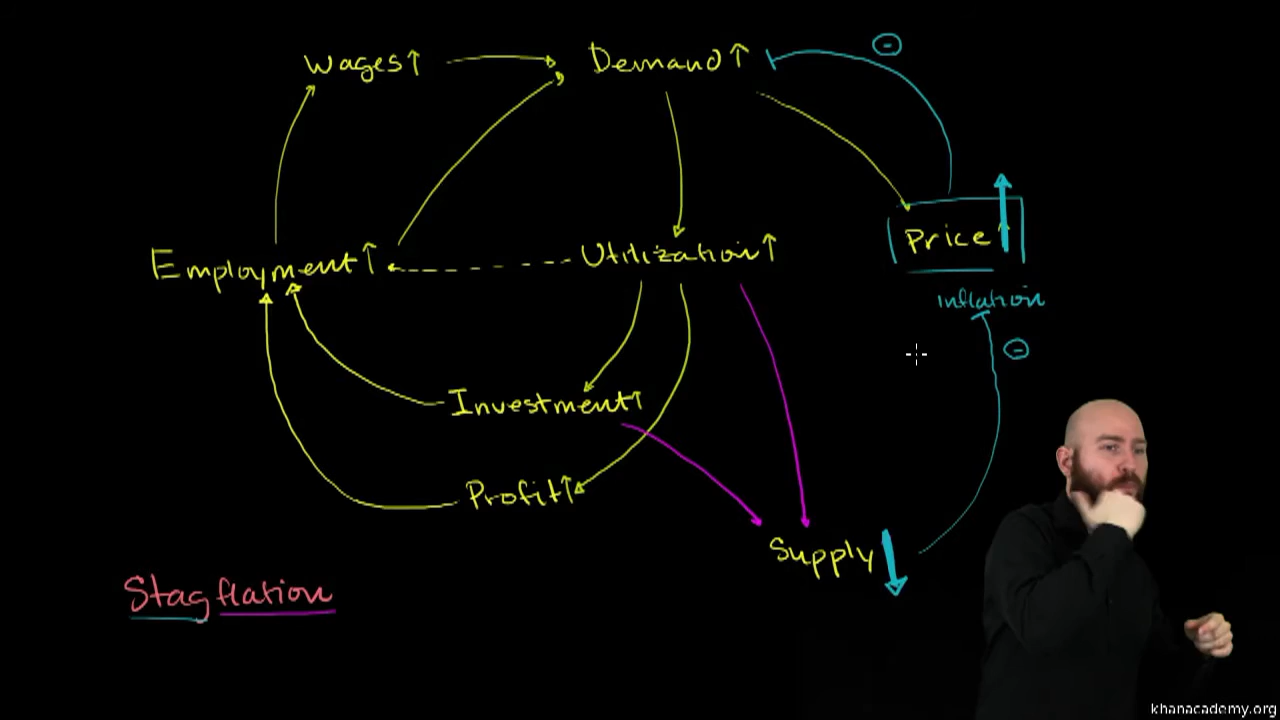 Wages↑ Demand↑
-
Employment↑ Utilization↑ Price↑
Inflation
-
Investment↑
Profit↑
Supply↓
Stagflation
khanacademy.org